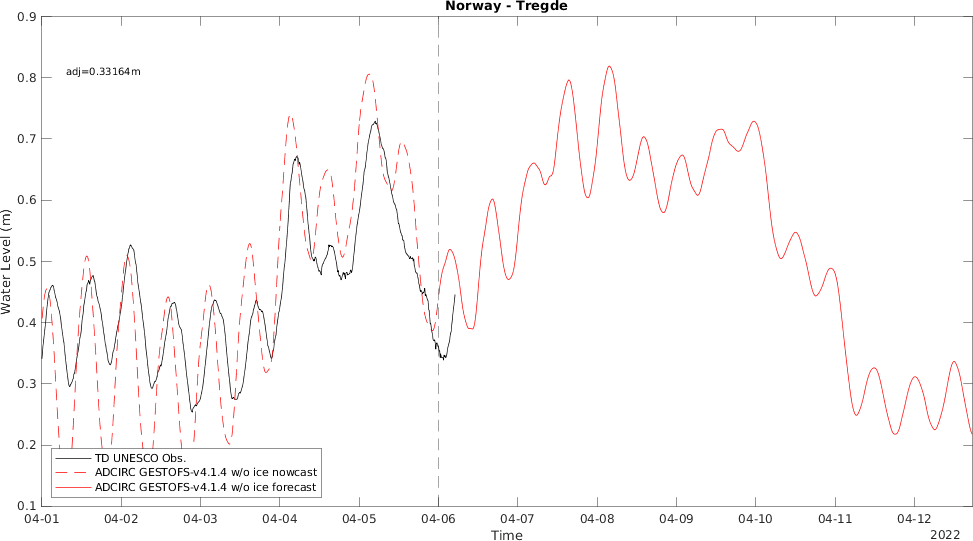 Norway - Tregde
0.9
0.8
0.7
0.6
0.5
0.4
0.3
0.2
0.1
Water Level (m)
adj=0.33164m
TD UNESCO Obs.
ADCIRC GESTOFS-v4.1.4 w/o ice nowcast
ADCIRC GESTOFS-v4.1.4 w/o ice forecast
04-01 04-02 04-03 04-04 04-05 04-06 04-07 04-08 04-09 04-10 04-11 04-12
Time
2022